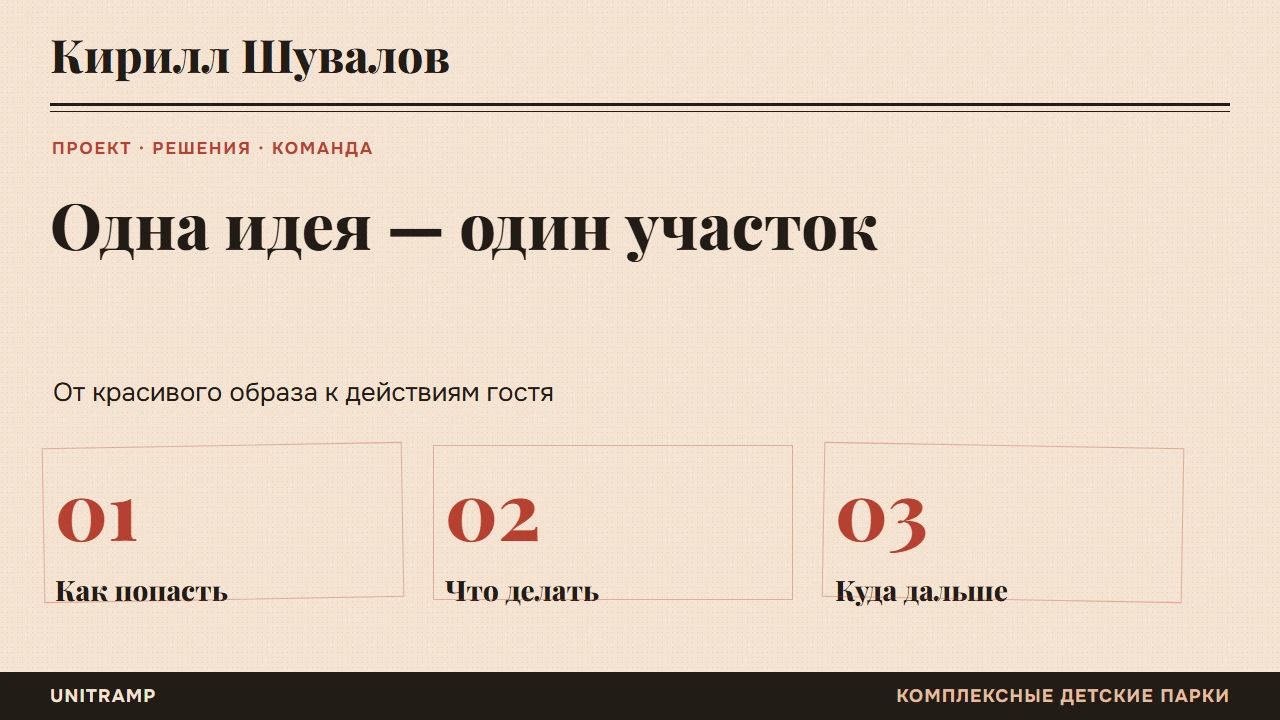 Кирилл Шувалов
ПРОЕКТ · РЕШЕНИЯ · КОМАНДА
Одна идея — один участок
От красивого образа к действиям гостя
01
Как попасть
02
Что делать
03
Куда дальше
UNITRAMP
КОМПЛЕКСНЫЕ ДЕТСКИЕ ПАРКИ